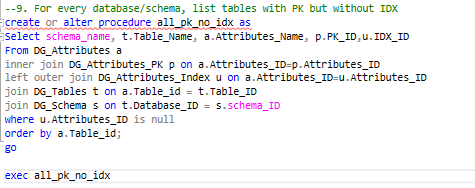 --9. For every database/schema, list tables with PK but without IDX
create or alter procedure all_pk_no_idx as
Select schema_name, t.Table_Name, a.Attributes_Name, p.PK_ID,u.IDX_ID
From DG_Attributes a
inner join DG_Attributes_PK p on a.Attributes_ID=p.Attributes_ID
left outer join DG_Attributes_Index u on a.Attributes_ID=u.Attributes_ID
join DG_Tables t on a.Table_id = t.Table_ID
join DG_Schema s on t.Database_ID = s.schema_ID
where u.Attributes_ID is null
order by a.Table_id;
go
exec all_pk_no_idx